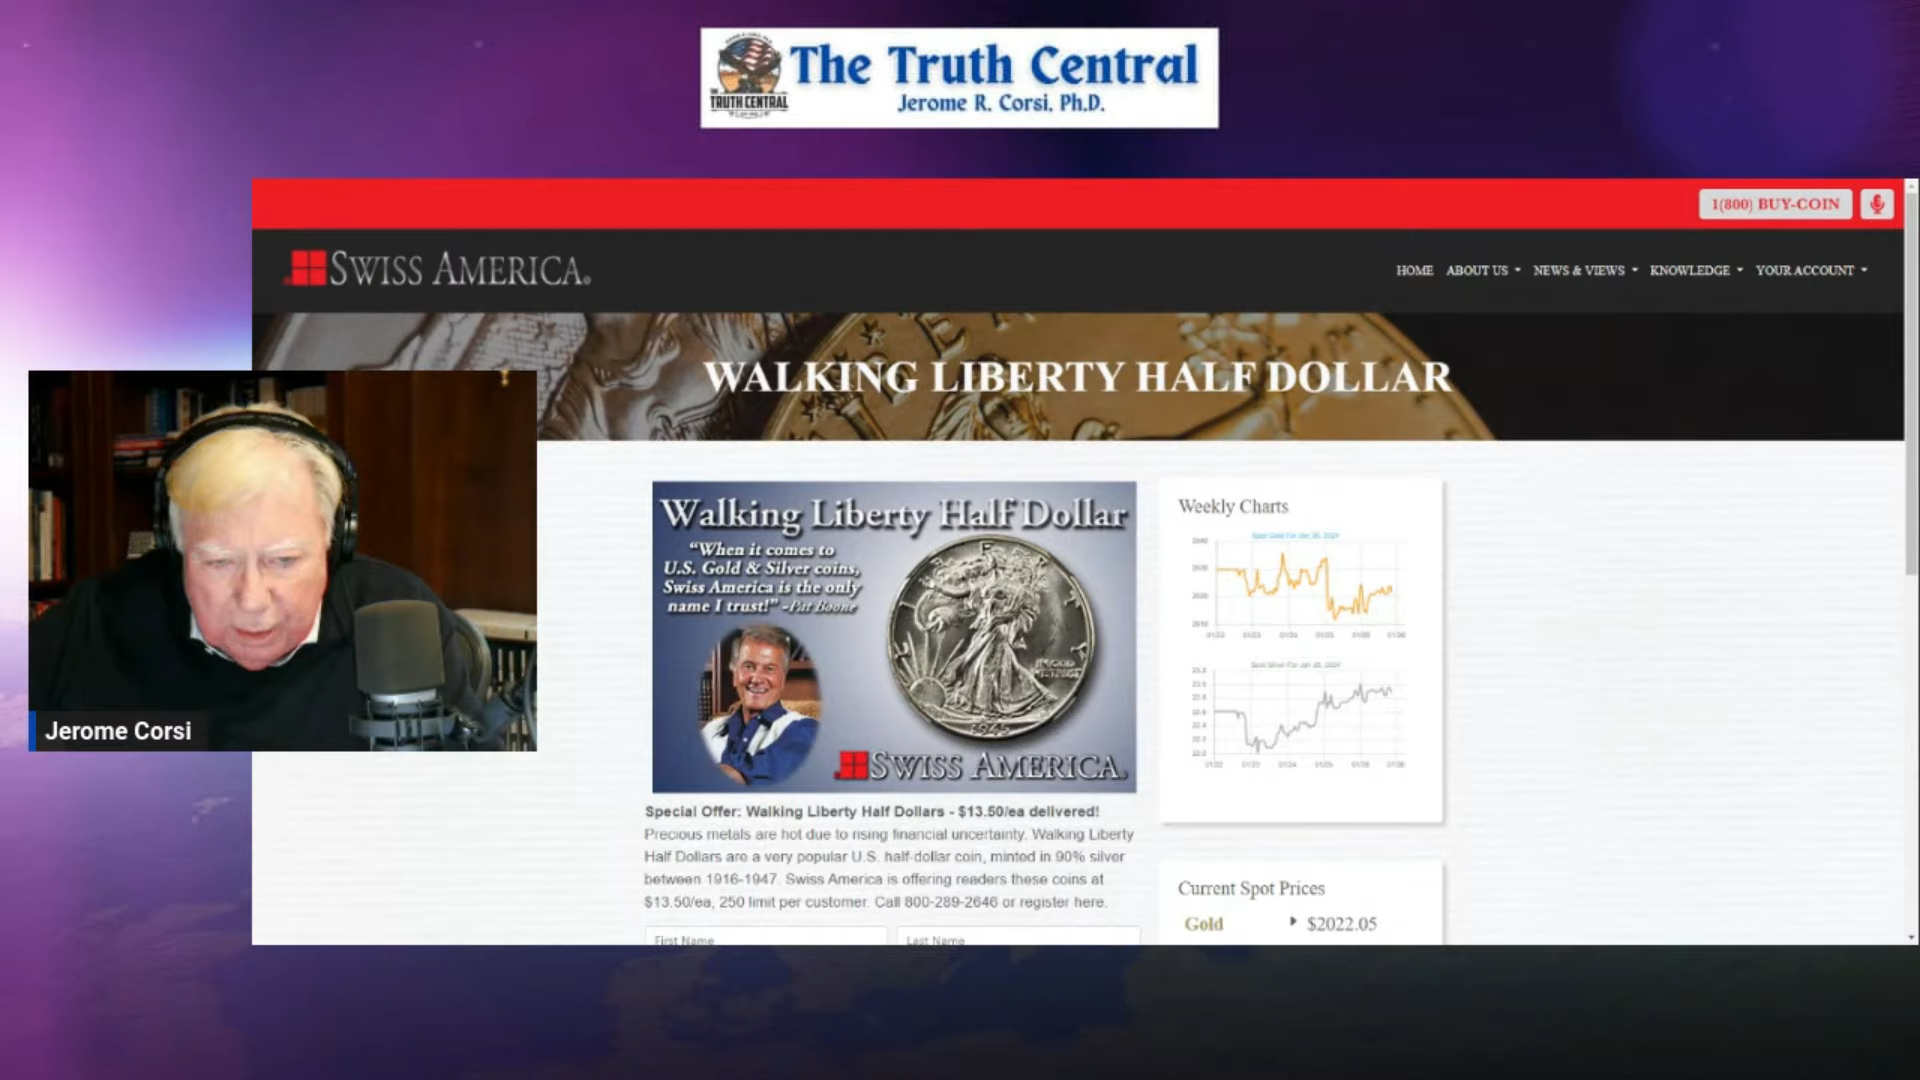 The Truth Central
Jerome R. Corsi, Ph.D.
TRUTH CENTRAL
1(800) BUY-COIN
SWISS AMERICA
HOME ABOUT US NEWS & VIEWS KNOWLEDGE YOUR ACCOUNT
WALKING LIBERTY HALF DOLLAR
Jerome Corsi
Walking Liberty Half Dollar
"When it comes to
U.S. Gold & Silver coins,
Swiss America is the only
name I trust!" -Pat Boone
SWISS AMERICA.
Special Offer: Walking Liberty Half Dollars - $13.50/ea delivered!
Precious metals are hot due to rising financial uncertainty. Walking Liberty
Half Dollars are a very popular U.S. half-dollar coin, minted in 90% silver
between 1916-1947. Swiss America is offering readers these coins at
$13.50/ea, 250 limit per customer. Call 800-289-2646 or register here.
First Name
Last Name
Weekly Charts
Current Spot Prices
Gold $2022.05